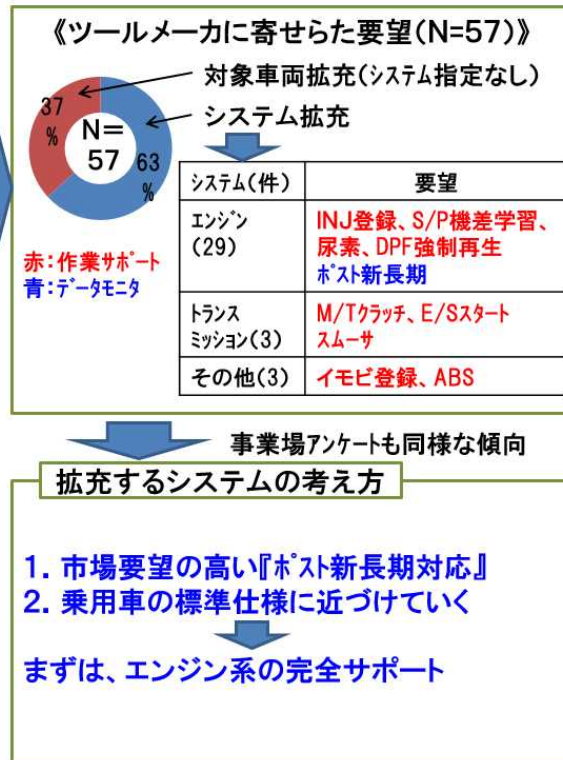 《ツールメーカに寄せらた要望(N=57)》
対象車両拡充(システム指定なし)
システム拡充
37
%
N=
57
63
%
赤:作業サポート
青:データモニタ
システム(件) 要望
エンジン
(29)
INJ登録、S/P機差学習、
尿素、DPF強制再生
ポスト新長期
トランス
ミッション(3)
M/Tクラッチ、E/Sスタート
スムーサ
その他(3) イモビ登録、ABS
事業場アンケートも同様な傾向
拡充するシステムの考え方
1. 市場要望の高い『ポスト新長期対応』
2. 乗用車の標準仕様に近づけていく
まずは、エンジン系の完全サポート